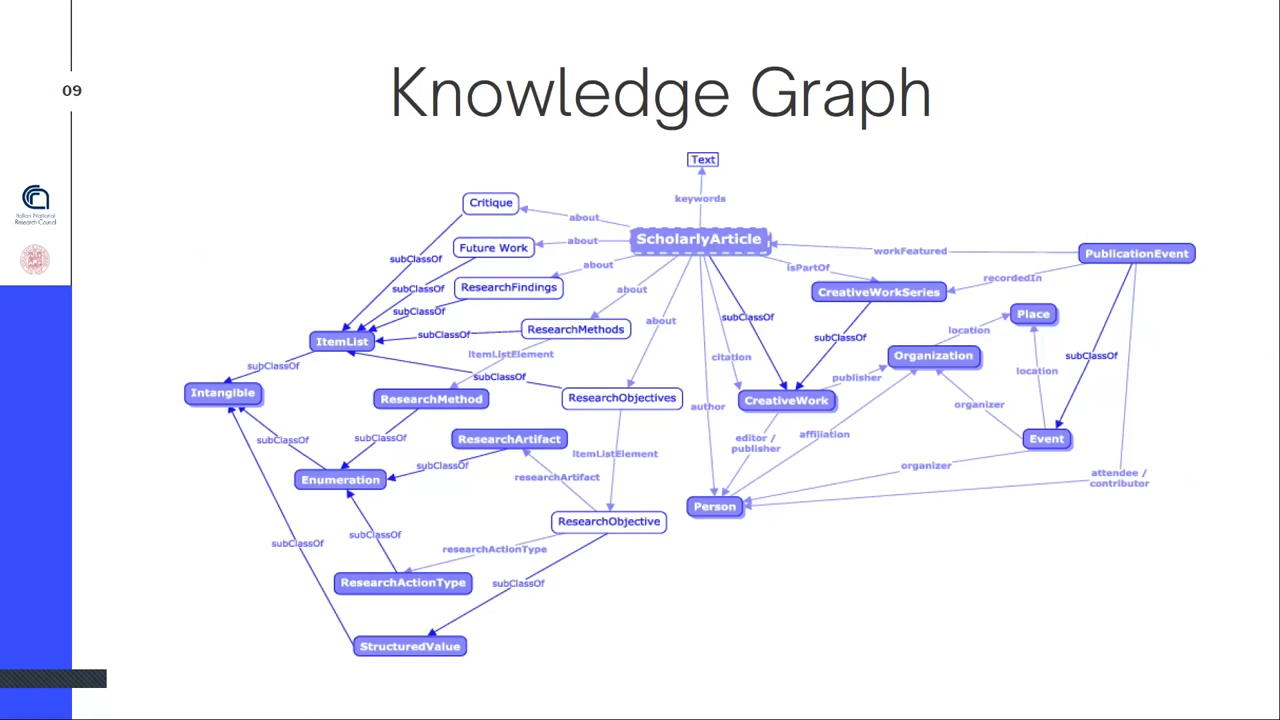 Knowledge Graph
09
Italian National
Research Council
Text
keywords
Critique
about
ScholarlyArticle
Future Work
about
workFeatured
PublicationEvent
subClassOf
about
isPartOf
recordedIn
ResearchFindings
subClassOf
about
CreativeWorkSeries
subClassOf
Place
subClassOf
ResearchMethods
about
location
subClassOf
ItemList
ItemListElement
citation
Organization
subClassOf
subClassOf
subClassOf
publisher
location
Intangible
ResearchMethod
ResearchObjectives
author
CreativeWork
organizer
subClassOf
subClassOf
ResearchArtifact
editor /
publisher
affiliation
Event
subClassOf
ItemListElement
organizer
Enumeration
researchArtifact
attendee /
contributor
Person
ResearchObjective
subClassOf
subClassOf
researchActionType
ResearchActionType
subClassOf
StructuredValue